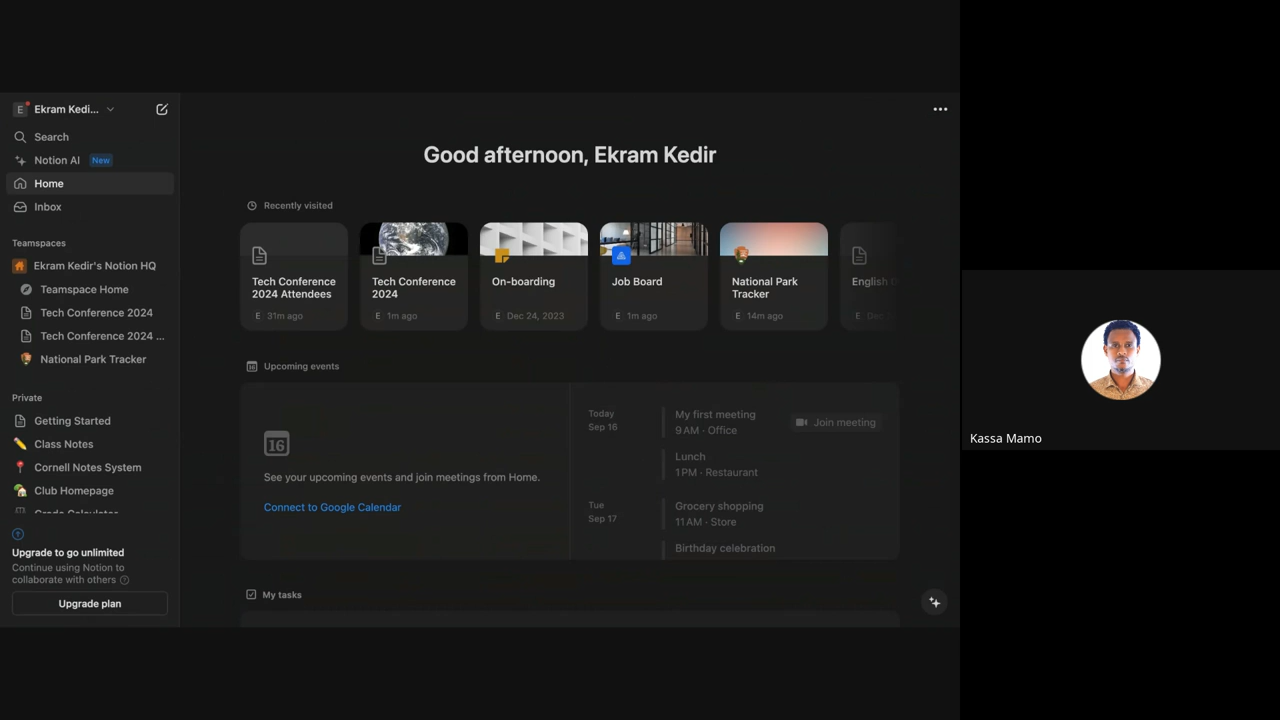 E Ekram Kedi...
Search
Notion AI New
Home
Inbox
Teamspaces
Ekram Kedir's Notion HQ
Teamspace Home
Tech Conference 2024
Tech Conference 2024 ...
National Park Tracker
Private
Getting Started
Class Notes
Cornell Notes System
Club Homepage
Grade Calculator
Upgrade to go unlimited
Continue using Notion to
collaborate with others
Upgrade plan
Good afternoon, Ekram Kedir
Recently visited
Tech Conference
2024 Attendees
E 31m ago
Tech Conference
2024
E 1m ago
On-boarding
E Dec 24, 2023
Job Board
E 1m ago
National Park
Tracker
E 14m ago
English
E Dec
Upcoming events
16
See your upcoming events and join meetings from Home.
Connect to Google Calendar
Today
Sep 16
My first meeting
9 AM · Office
Join meeting
Lunch
1 PM · Restaurant
Tue
Sep 17
Grocery shopping
11 AM · Store
Birthday celebration
My tasks
Kassa Mamo